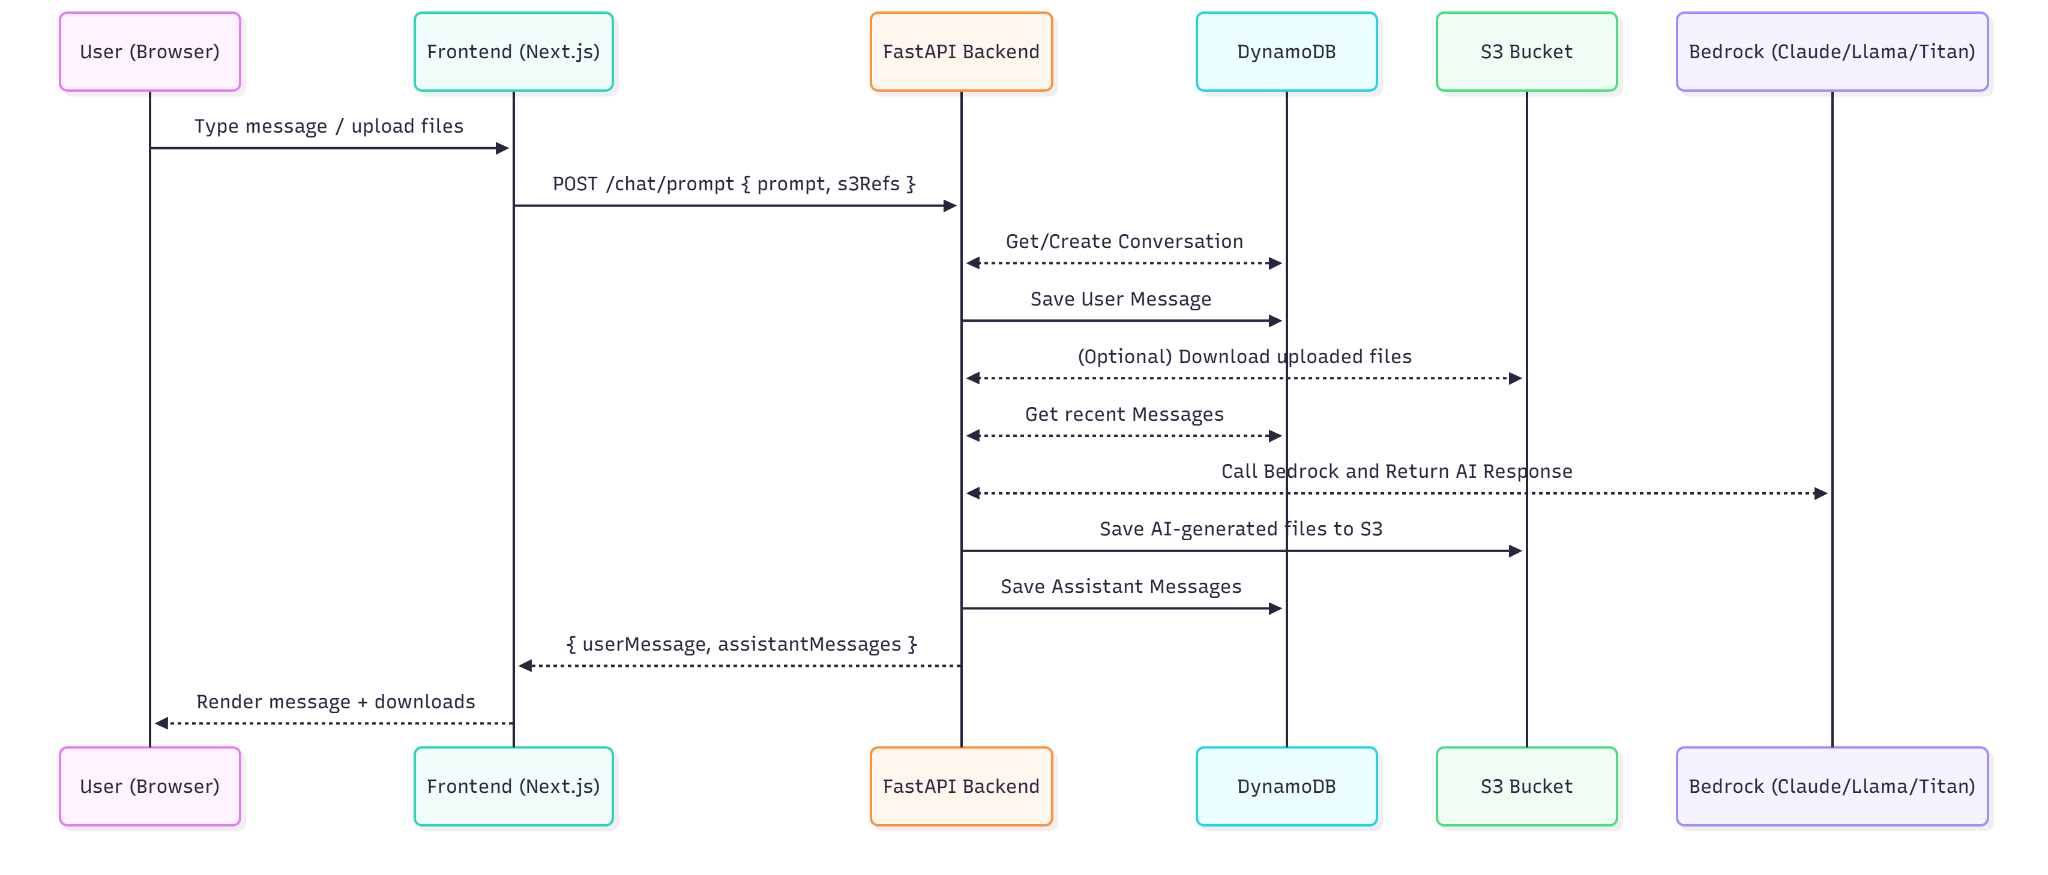 User (Browser)
Frontend (Next.js)
FastAPI Backend
DynamoDB
S3 Bucket
Bedrock (Claude/Llama/Titan)
Type message / upload files
POST /chat/prompt { prompt, s3Refs }
Get/Create Conversation
Save User Message
(Optional) Download uploaded files
Get recent Messages
Call Bedrock and Return AI Response
Save AI-generated files to S3
Save Assistant Messages
{ userMessage, assistantMessages }
Render message + downloads
User (Browser)
Frontend (Next.js)
FastAPI Backend
DynamoDB
S3 Bucket
Bedrock (Claude/Llama/Titan)